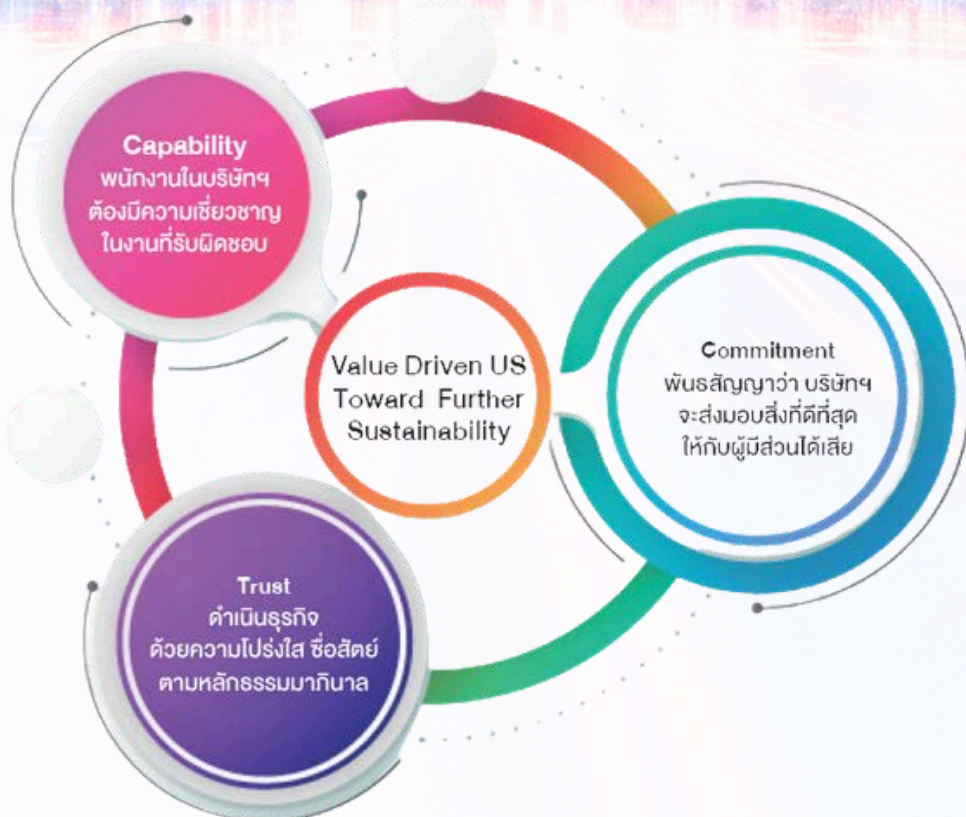 Capability
พนักงานในบริษัทฯ
ต้องมีความเชี่ยวชาญ
ในงานที่รับผิดชอบ
Value Driven US
Toward Further
Sustainability
Commitment
พันธสัญญาว่า บริษัทฯ
จะส่งมอบสิ่งที่ดีที่สุด
ให้กับผู้มีส่วนได้เสีย
Trust
ดำเนินธุรกิจ
ด้วยความโปร่งใส ซื่อสัตย์
ตามหลักธรรมมาภินาล